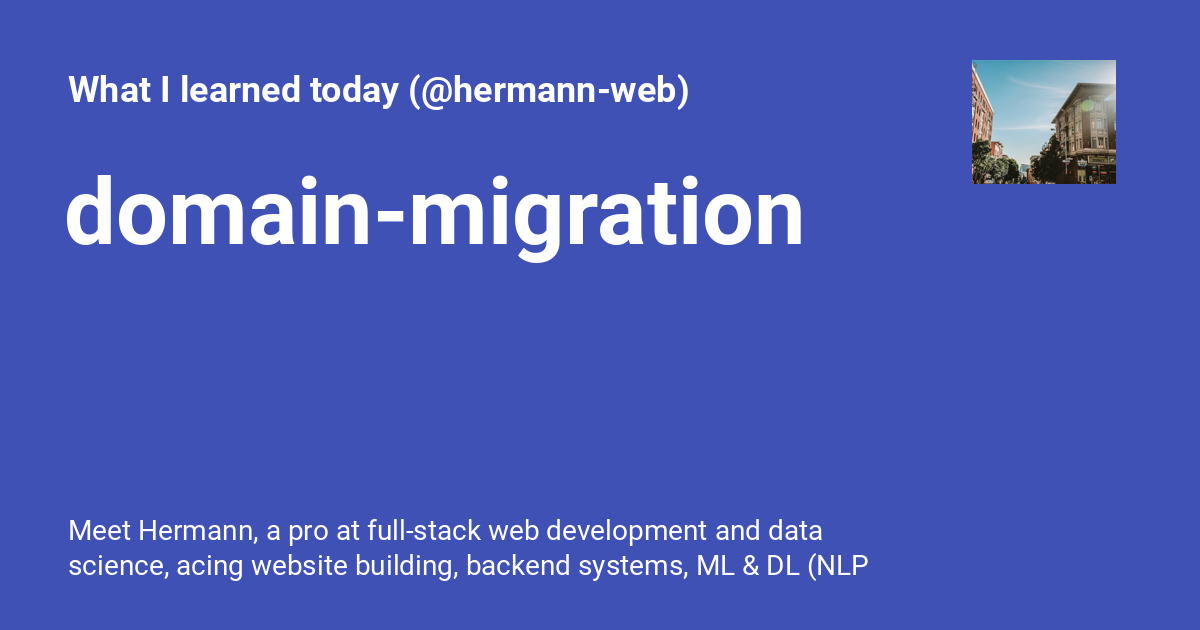 What I learned today (@hermann-web)
domain-migration
Meet Hermann, a pro at full-stack web development and data
science, acing website building, backend systems, ML & DL (NLP